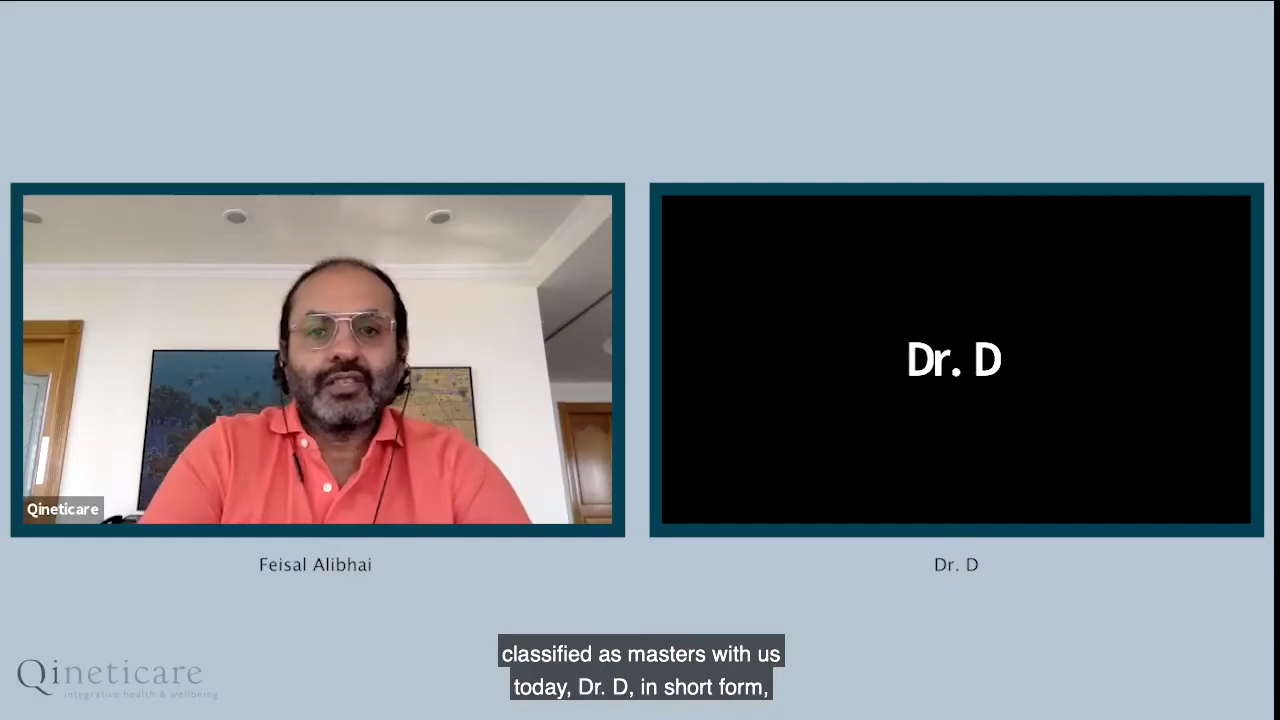 Dr. D
Qineticare
Feisal Alibhai
Dr. D
classified as masters with us
today, Dr. D, in short form,
Qineticare
integrative health & wellbeing